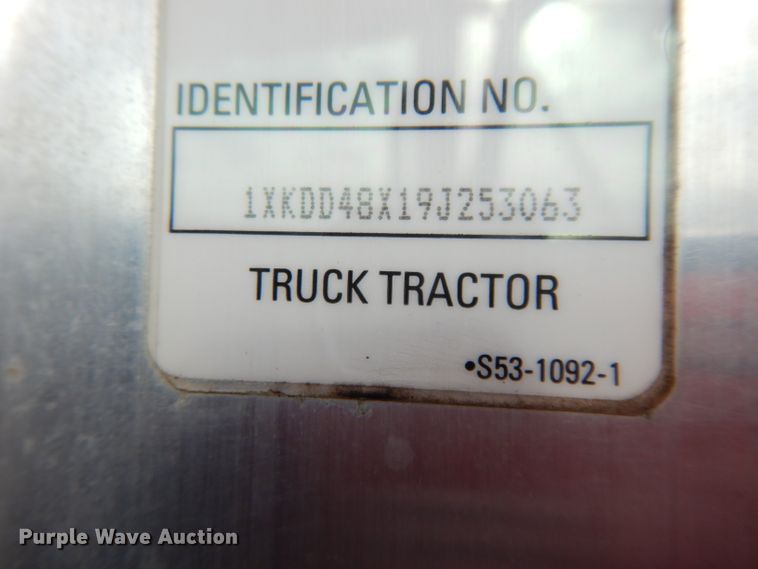 IDENTIFICATION NO.
1XKDD48X19J253063
TRUCK TRACTOR
•S53-1092-1
Purple Wave Auction